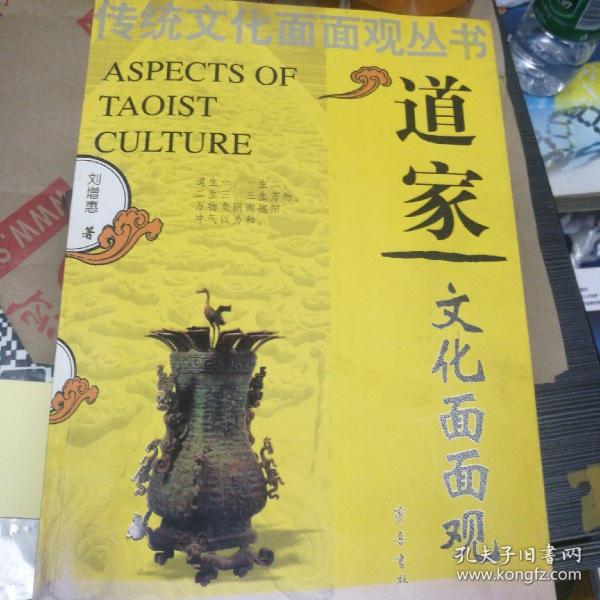 传统文化面面观丛书
ASPECTS OF
TAOIST
CULTURE
道家
文化面面观
刘增惠
著
道生一，一生二，
二生三，三生万物。
万物负阴而抱阳，
冲气以为和。
齐鲁书社
孔夫子旧书网
www.kongfz.com
WWW.